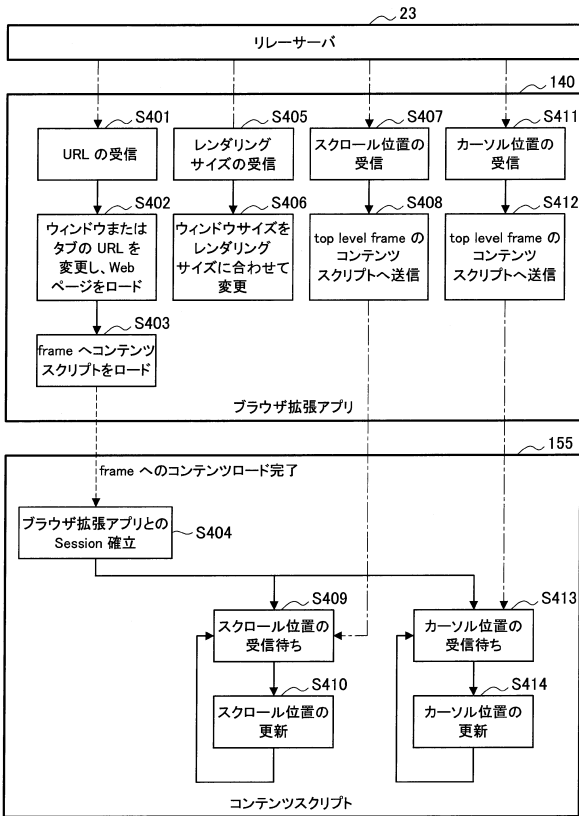 23
リレーサーバ
140
S401
S405
S407
S411
URL の受信
レンダリング
サイズの受信
スクロール位置の
受信
カーソル位置の
受信
S402
S406
S408
S412
ウィンドウまたは
タブの URL を
変更し、Web
ページをロード
ウィンドウサイズを
レンダリング
サイズに合わせて
変更
top level frame の
コンテンツ
スクリプトへ送信
top level frame の
コンテンツ
スクリプトへ送信
S403
frame へコンテンツ
スクリプトをロード
ブラウザ拡張アプリ
155
frame へのコンテンツロード完了
ブラウザ拡張アプリとの
Session 確立
S404
S409
S413
スクロール位置の
受信待ち
カーソル位置の
受信待ち
S410
S414
スクロール位置の
更新
カーソル位置の
更新
コンテンツスクリプト